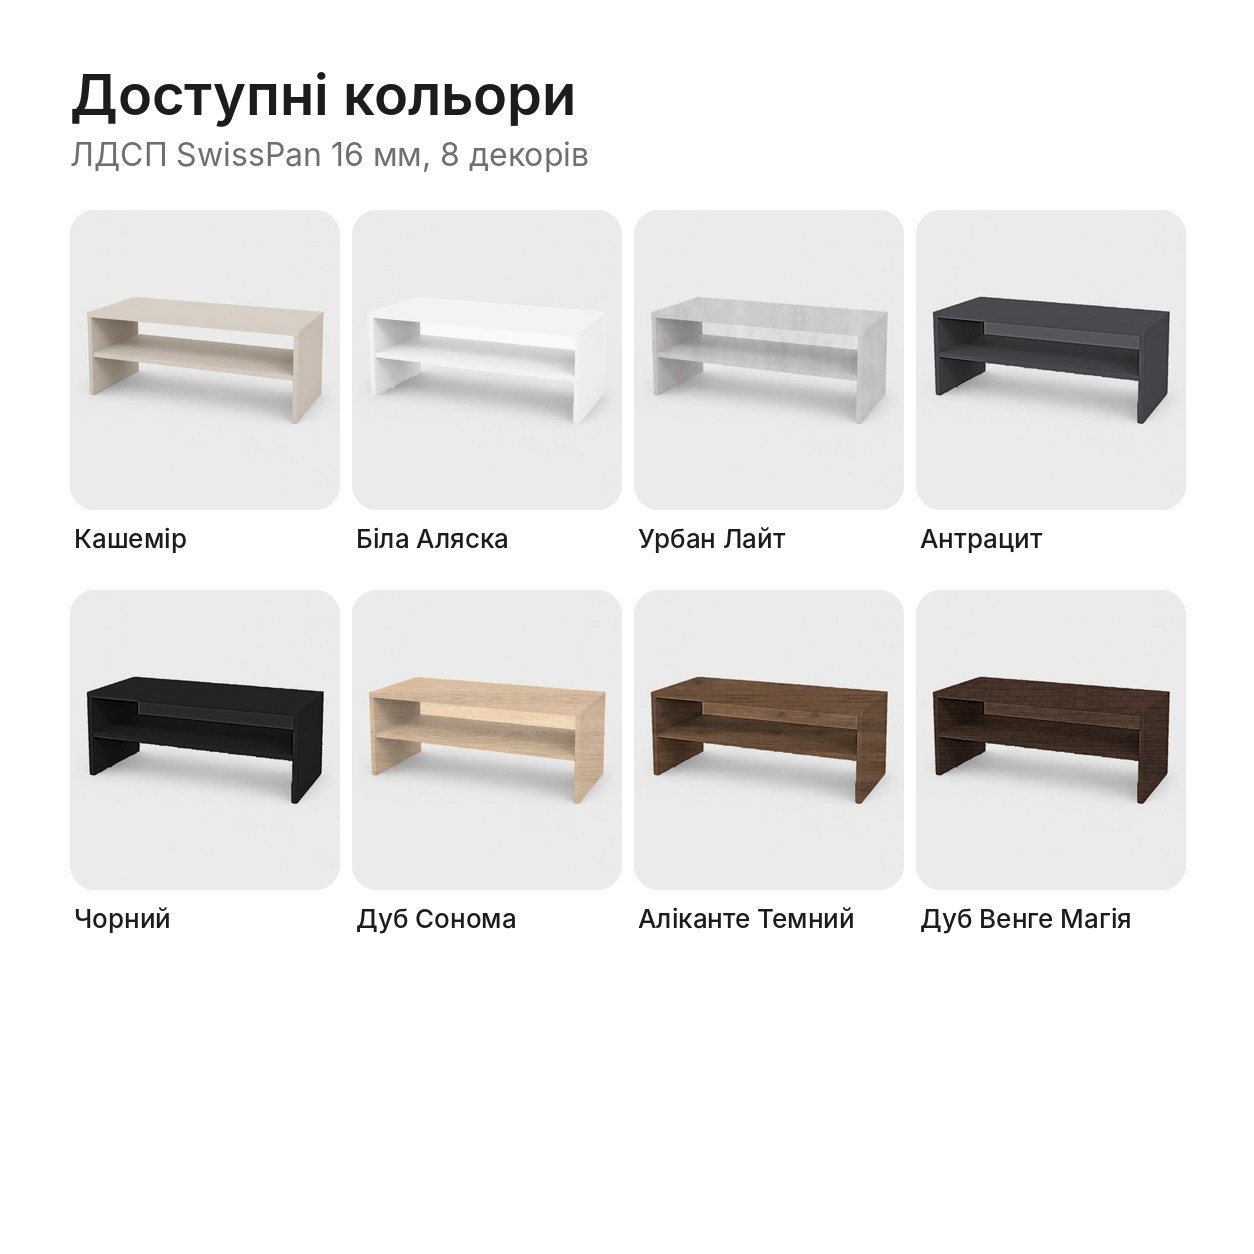 Доступні кольори
ЛДСП SwissPan 16 мм, 8 декорів
Кашемір
Біла Аляска
Урбан Лайт
Антрацит
Чорний
Дуб Сонома
Аліканте Темний
Дуб Венге Магія